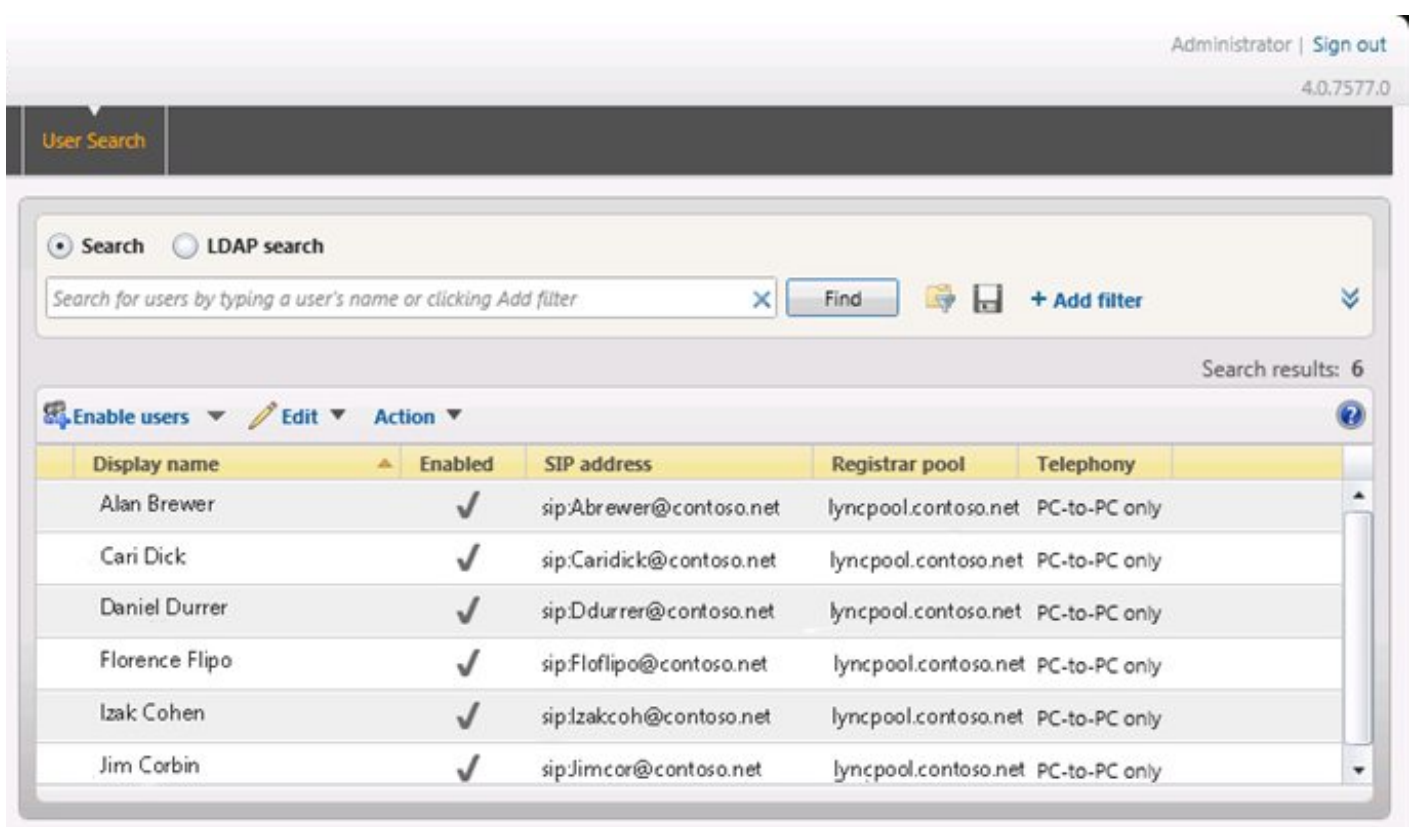 Administrator | Sign out
4.0.7577.0
User Search
Search LDAP search
Search for users by typing a user's name or clicking Add filter Find + Add filter
Search results: 6
Enable users Edit Action
Display name Enabled SIP address Registrar pool Telephony
Alan Brewer sip:Abrewer@contoso.net lyncpool.contoso.net PC-to-PC only
Cari Dick sip:Caridick@contoso.net lyncpool.contoso.net PC-to-PC only
Daniel Durrer sip:Ddurrer@contoso.net lyncpool.contoso.net PC-to-PC only
Florence Flipo sip:Floflipo@contoso.net lyncpool.contoso.net PC-to-PC only
Izak Cohen sip:Izakcoh@contoso.net lyncpool.contoso.net PC-to-PC only
Jim Corbin sip:Jimcor@contoso.net lyncpool.contoso.net PC-to-PC only